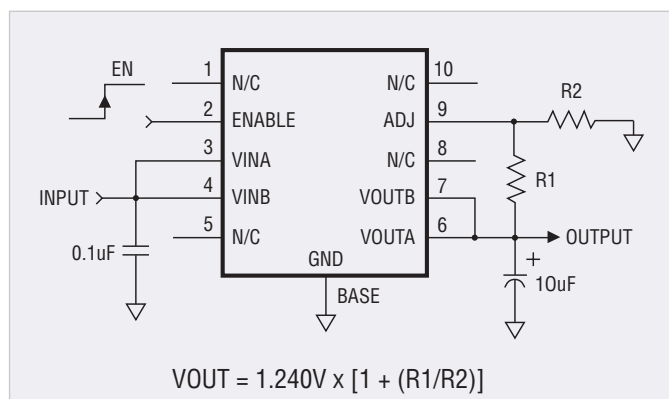 EN
1 N/C
2 ENABLE
3 VINA
4 VINB
5 N/C
N/C 10
ADJ 9
N/C 8
VOUTB 7
VOUTA 6
GND
BASE
INPUT
0.1uF
R2
R1
OUTPUT
+
10uF
VOUT = 1.240V x [1 + (R1/R2)]